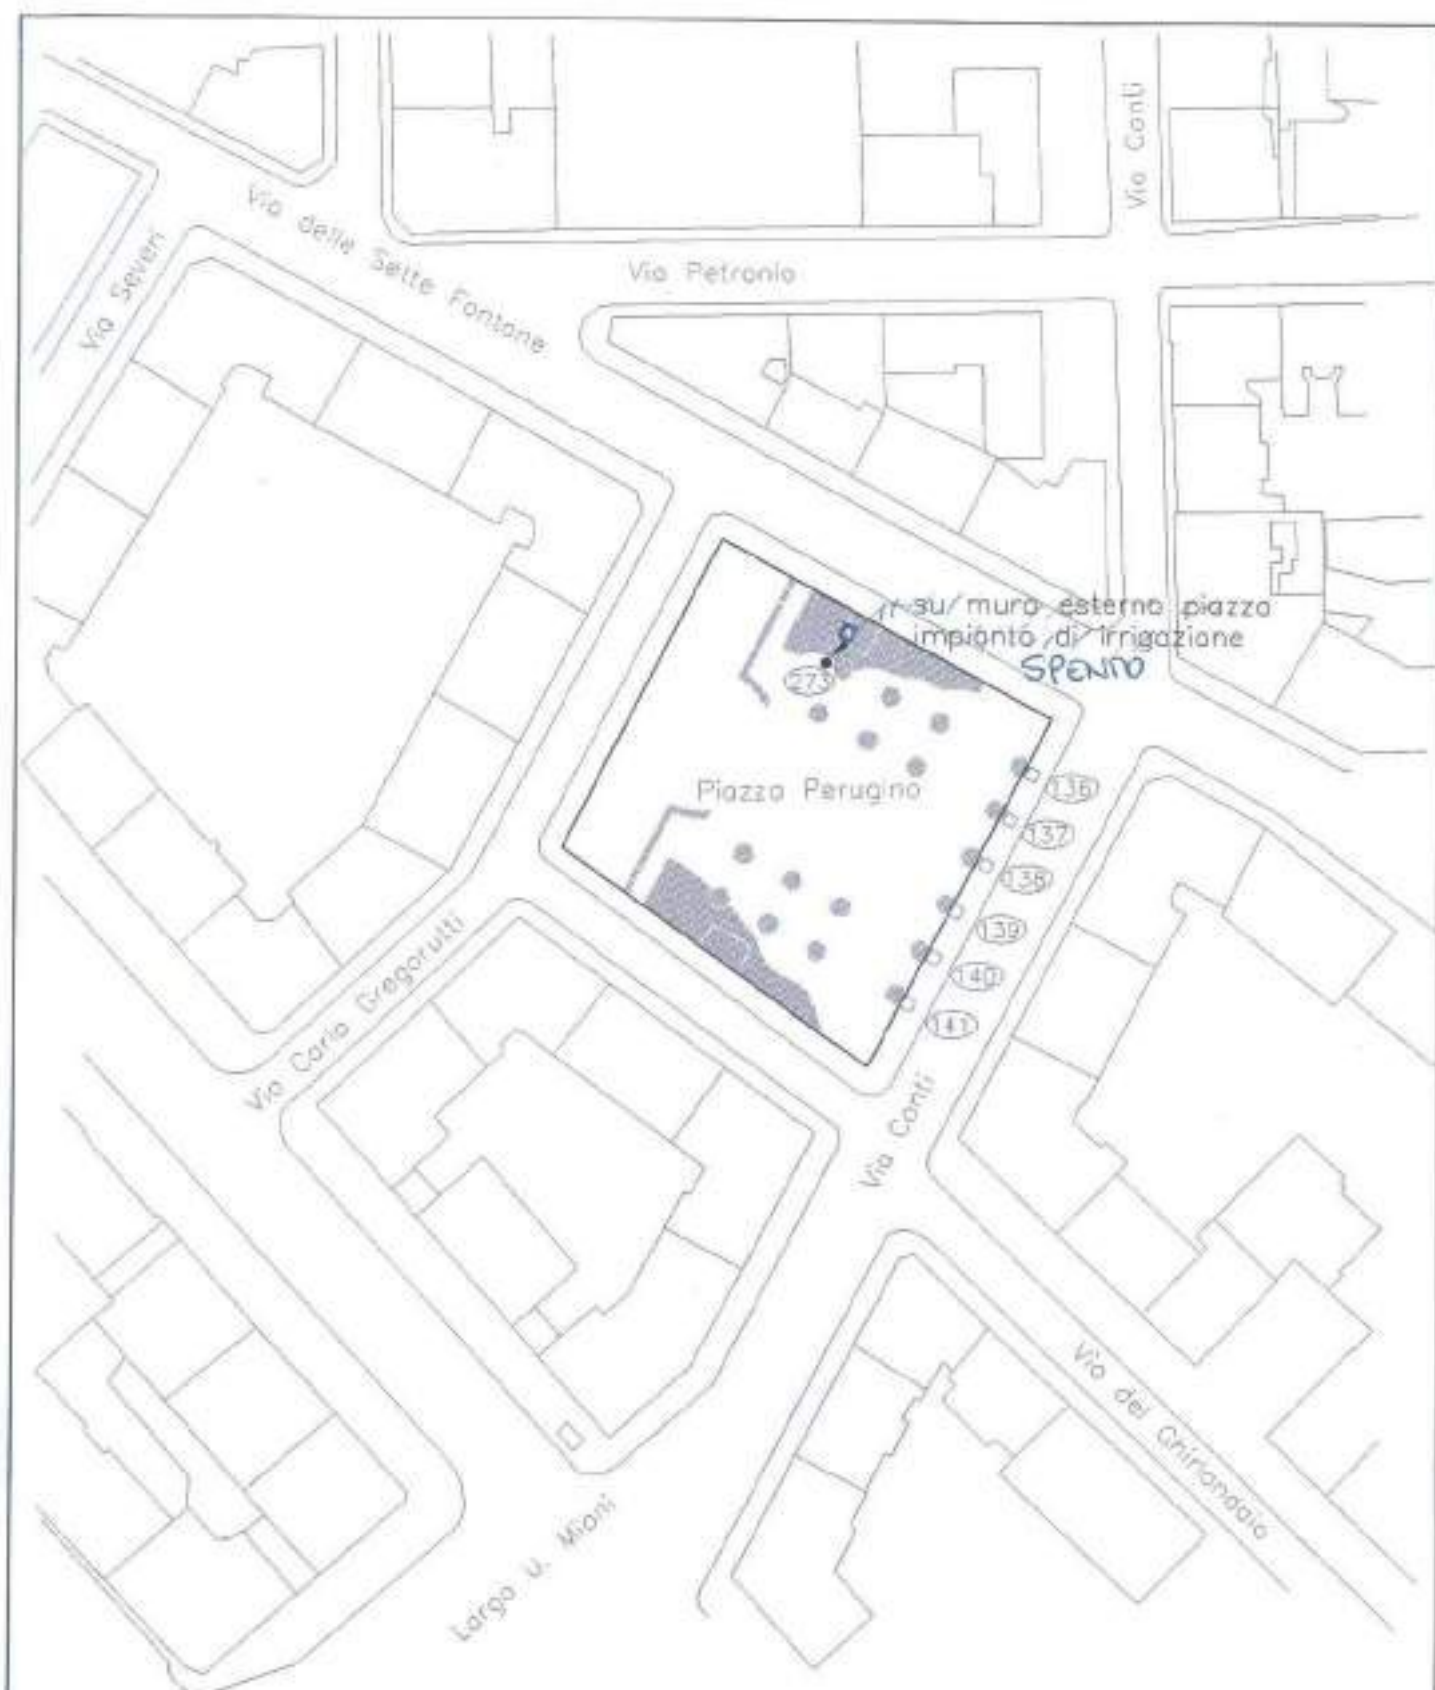 Via Conti
Via delle Sette Fontane
Via Severi
Via Petronio
su muro esterno piazza
impianto di irrigazione
SPENTO
273
Piazza Perugino
136
137
138
139
140
141
Via Carlo Gregorutti
Via Conti
Via del Ghirlandaio
Largo U. Mioni